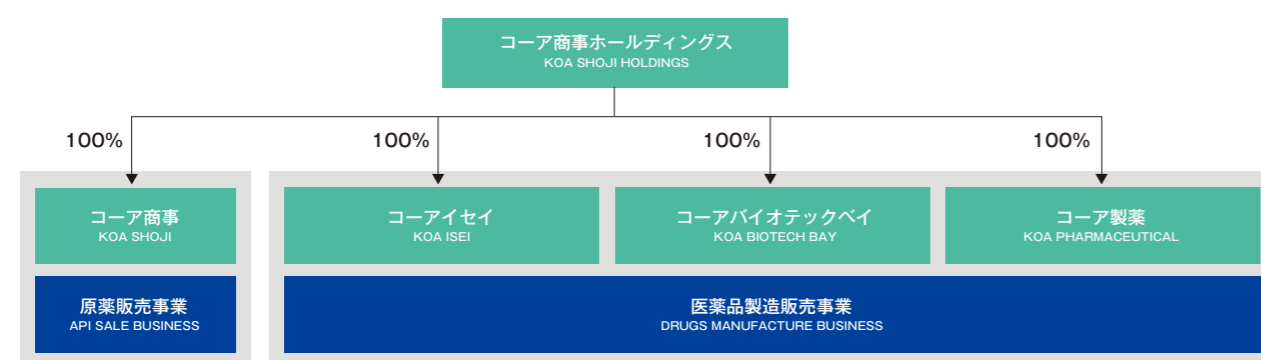 コーア商事ホールディングス
KOA SHOJI HOLDINGS
100%
100%
100%
100%
コーア商事
KOA SHOJI
コーアイセイ
KOA ISEI
コーアバイオテックベイ
KOA BIOTECH BAY
コーア製薬
KOA PHARMACEUTICAL
原薬販売事業
API SALE BUSINESS
医薬品製造販売事業
DRUGS MANUFACTURE BUSINESS